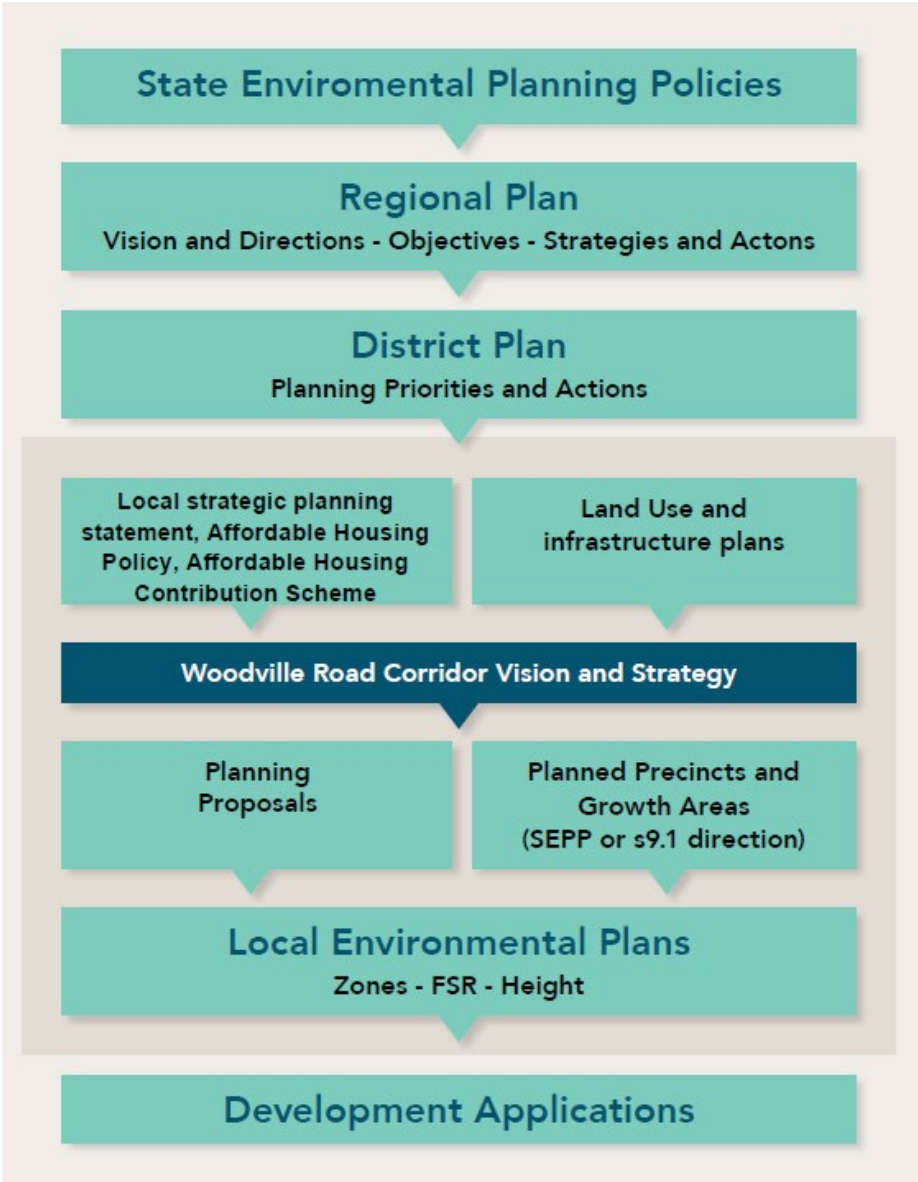 State Enviromental Planning Policies
Regional Plan
Vision and Directions - Objectives - Strategies and Actons
District Plan
Planning Priorities and Actions
Local strategic planning
statement, Affordable Housing
Policy, Affordable Housing
Contribution Scheme
Land Use and
infrastructure plans
Woodville Road Corridor Vision and Strategy
Planning
Proposals
Planned Precincts and
Growth Areas
(SEPP or s9.1 direction)
Local Environmental Plans
Zones - FSR - Height
Development Applications